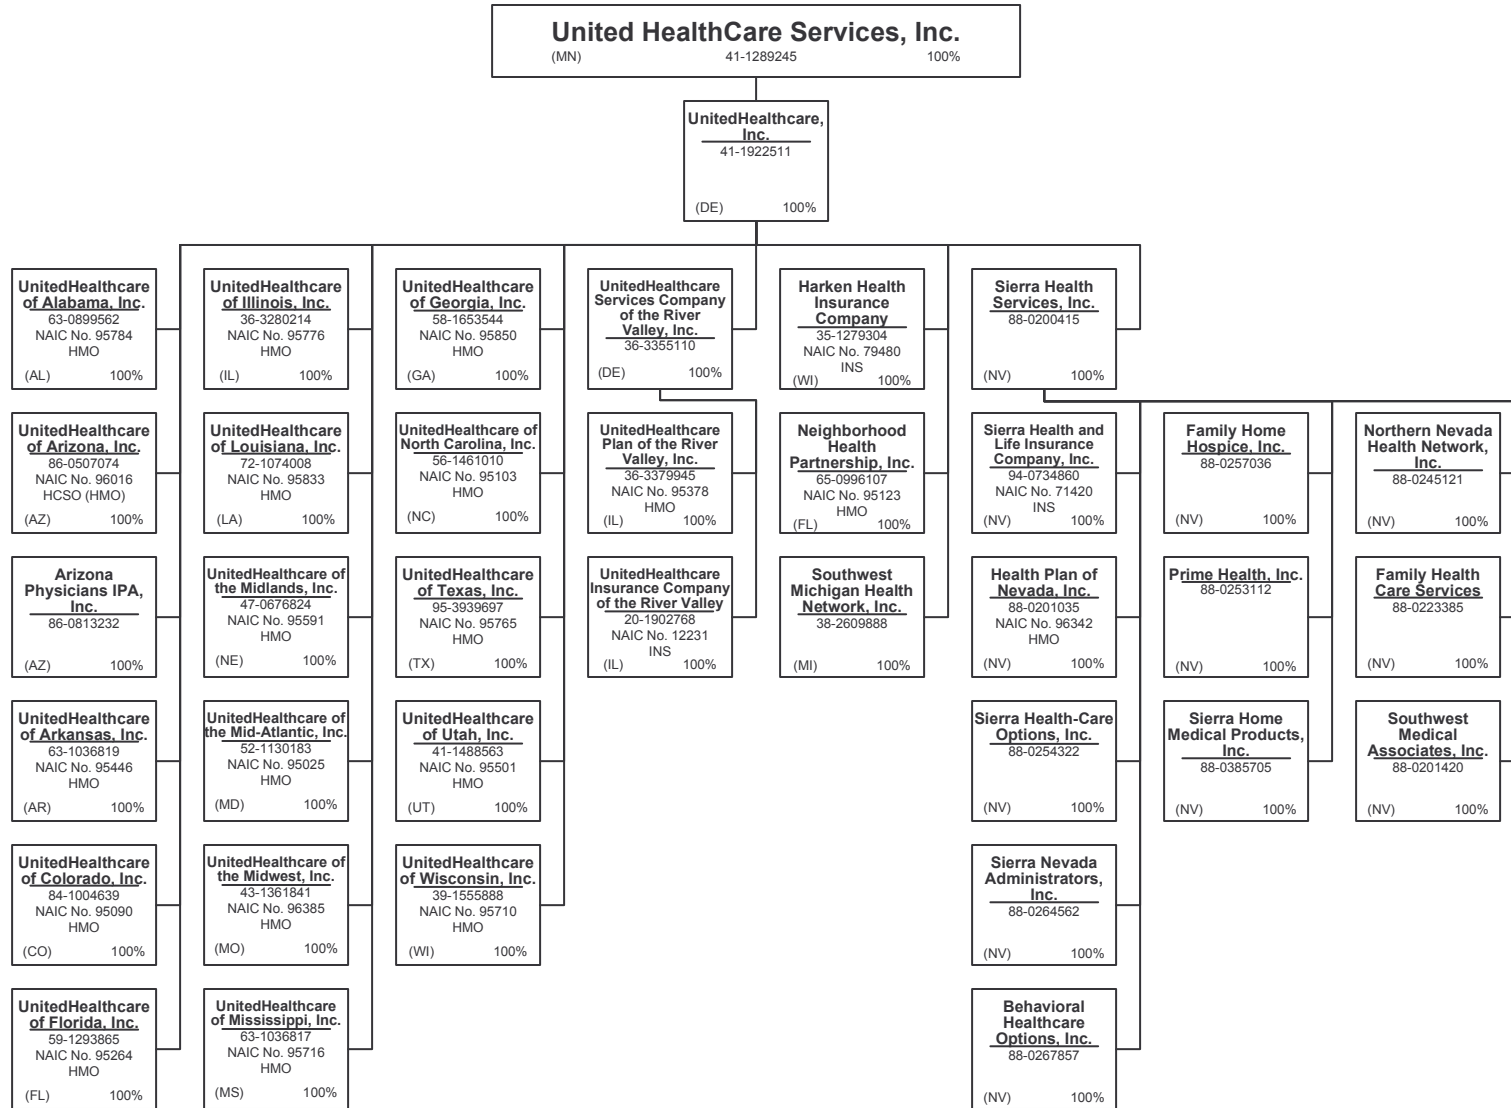 United HealthCare Services, Inc.
(MN) 41-1289245 100%
UnitedHealthcare,
Inc.
41-1922511
(DE) 100%
UnitedHealthcare
of Alabama, Inc.
63-0899562
NAIC No. 95784
HMO
(AL) 100%
UnitedHealthcare
of Illinois, Inc.
36-3280214
NAIC No. 95776
HMO
(IL) 100%
UnitedHealthcare
of Georgia, Inc.
58-1653544
NAIC No. 95850
HMO
(GA) 100%
UnitedHealthcare
Services Company
of the River
Valley, Inc.
36-3355110
(DE) 100%
Harken Health
Insurance
Company
35-1279304
NAIC No. 79480
INS
(WI) 100%
Sierra Health
Services, Inc.
88-0200415
(NV) 100%
UnitedHealthcare
of Arizona, Inc.
86-0507074
NAIC No. 96016
HCSO (HMO)
(AZ) 100%
UnitedHealthcare
of Louisiana, Inc.
72-1074008
NAIC No. 95833
HMO
(LA) 100%
UnitedHealthcare of
North Carolina, Inc.
56-1461010
NAIC No. 95103
HMO
(NC) 100%
UnitedHealthcare
Plan of the River
Valley, Inc.
36-3379945
NAIC No. 95378
HMO
(IL) 100%
Neighborhood
Health
Partnership, Inc.
65-0996107
NAIC No. 95123
HMO
(FL) 100%
Sierra Health and
Life Insurance
Company, Inc.
94-0734860
NAIC No. 71420
INS
(NV) 100%
Family Home
Hospice, Inc.
88-0257036
(NV) 100%
Northern Nevada
Health Network,
Inc.
88-0245121
(NV) 100%
Arizona
Physicians IPA,
Inc.
86-0813232
(AZ) 100%
UnitedHealthcare of
the Midlands, Inc.
47-0676824
NAIC No. 95591
HMO
(NE) 100%
UnitedHealthcare
of Texas, Inc.
95-3939697
NAIC No. 95765
HMO
(TX) 100%
UnitedHealthcare
Insurance Company
of the River Valley
20-1902768
NAIC No. 12231
INS
(IL) 100%
Southwest
Michigan Health
Network, Inc.
38-2609888
(MI) 100%
Health Plan of
Nevada, Inc.
88-0201035
NAIC No. 96342
HMO
(NV) 100%
Prime Health, Inc.
88-0253112
(NV) 100%
Family Health
Care Services
88-0223385
(NV) 100%
UnitedHealthcare
of Arkansas, Inc.
63-1036819
NAIC No. 95446
HMO
(AR) 100%
UnitedHealthcare of
the Mid-Atlantic, Inc.
52-1130183
NAIC No. 95025
HMO
(MD) 100%
UnitedHealthcare
of Utah, Inc.
41-1488563
NAIC No. 95501
HMO
(UT) 100%
Sierra Health-Care
Options, Inc.
88-0254322
(NV) 100%
Sierra Home
Medical Products,
Inc.
88-0385705
(NV) 100%
Southwest
Medical
Associates, Inc.
88-0201420
(NV) 100%
UnitedHealthcare
of Colorado, Inc.
84-1004639
NAIC No. 95090
HMO
(CO) 100%
UnitedHealthcare of
the Midwest, Inc.
43-1361841
NAIC No. 96385
HMO
(MO) 100%
UnitedHealthcare
of Wisconsin, Inc.
39-1555888
NAIC No. 95710
HMO
(WI) 100%
Sierra Nevada
Administrators,
Inc.
88-0264562
(NV) 100%
UnitedHealthcare
of Florida, Inc.
59-1293865
NAIC No. 95264
HMO
(FL) 100%
UnitedHealthcare
of Mississippi, Inc.
63-1036817
NAIC No. 95716
HMO
(MS) 100%
Behavioral
Healthcare
Options, Inc.
88-0267857
(NV) 100%